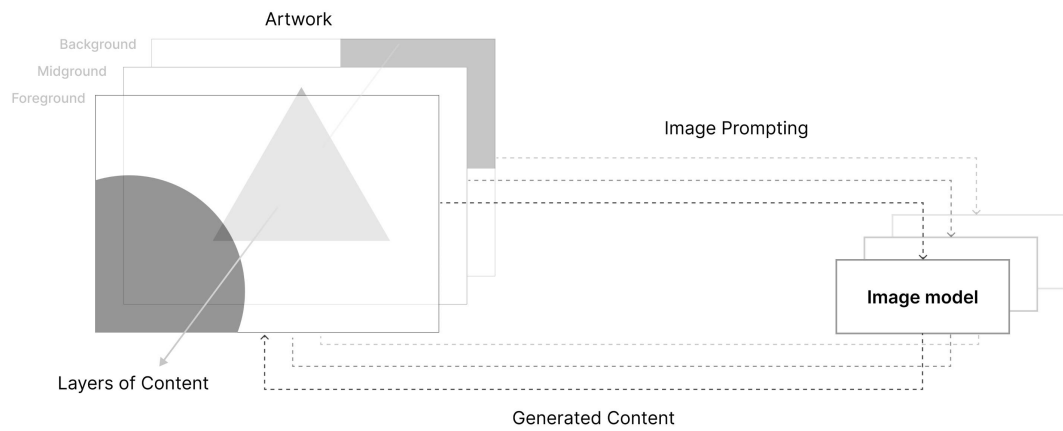 Artwork
Background
Midground
Foreground
Image Prompting
Image model
Layers of Content
Generated Content